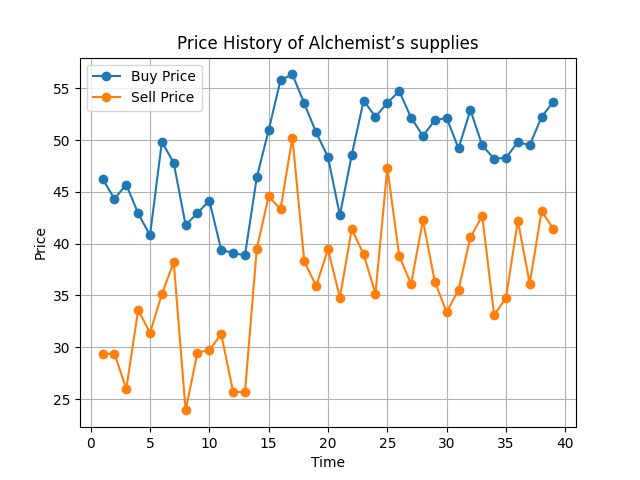 Price History of Alchemist’s supplies
Buy Price
Sell Price
Price
55
50
45
40
35
30
25
0 5 10 15 20 25 30 35 40
Time